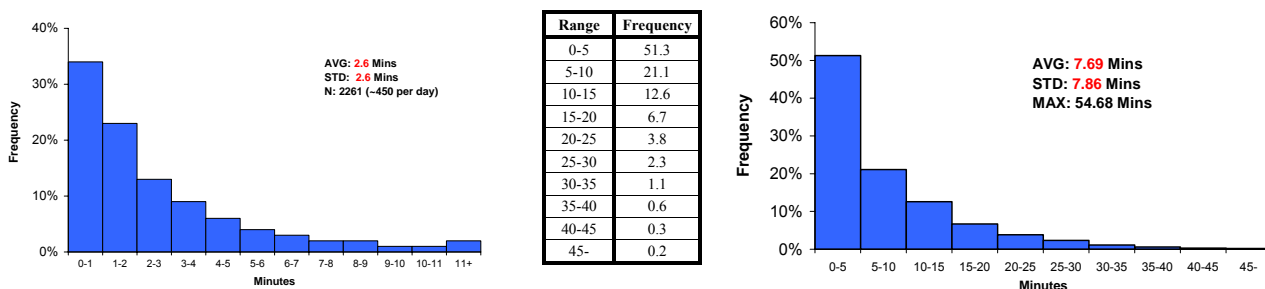 40%
30%
20%
10%
0%
Frequency
AVG: 2.6 Mins
STD: 2.6 Mins
N: 2261 (~450 per day)
0-1 1-2 2-3 3-4 4-5 5-6 6-7 7-8 8-9 9-10 10-11 11+
Minutes
Range Frequency
0-5 51.3
5-10 21.1
10-15 12.6
15-20 6.7
20-25 3.8
25-30 2.3
30-35 1.1
35-40 0.6
40-45 0.3
45- 0.2
60%
50%
40%
30%
20%
10%
0%
Frequency
AVG: 7.69 Mins
STD: 7.86 Mins
MAX: 54.68 Mins
0-5 5-10 10-15 15-20 20-25 25-30 30-35 35-40 40-45 45-
Minutes